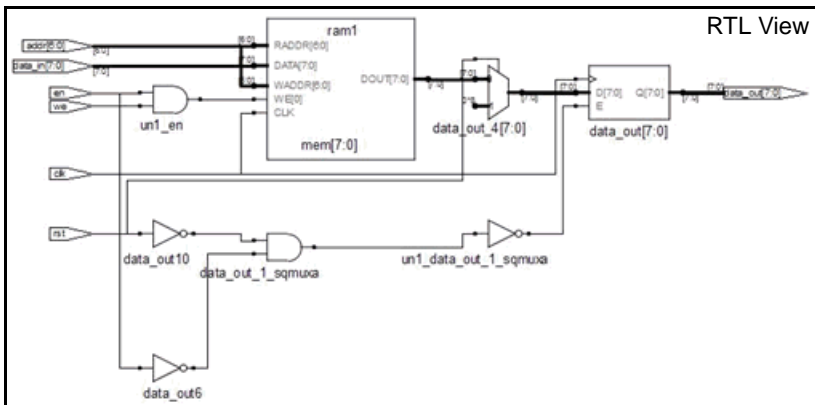 RTL View
ram1
addr[6:0]
[6:0]
[6:0]
RADDR[6:0]
data_in[7:0]
[7:0]
[7:0]
DATA[7:0]
WADDR[6:0]
DOUT[7:0]
[7:0]
[7:0]
[7:0]
[7:0]
D[7:0]
Q[7:0]
[7:0]
[7:0]
data_out[7:0]
en
we
WE[0]
E
CLK
un1_en
data_out_4[7:0]
data_out[7:0]
mem[7:0]
clk
rst
data_out10
data_out_1_sqmuxa
un1_data_out_1_sqmuxa
data_out6